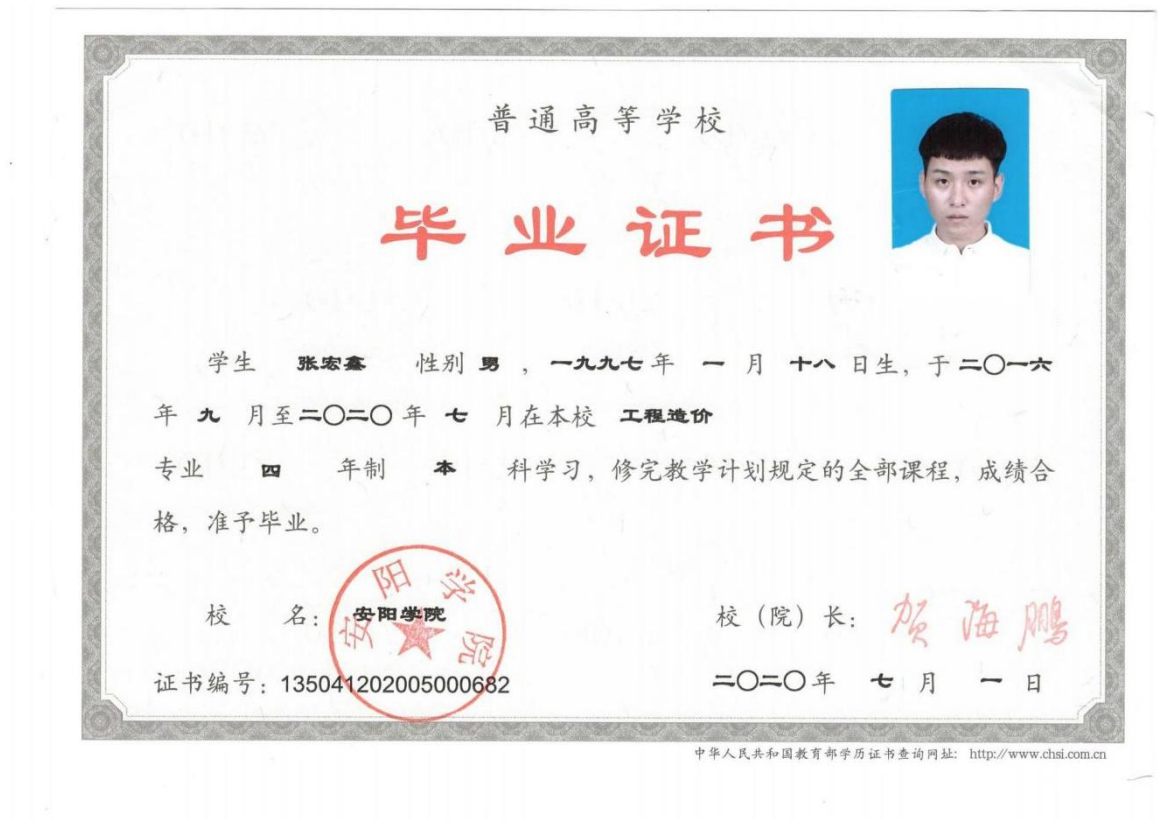 普通高等学校
毕业证书
学生 张宏鑫 性别 男 ，一九九七年 一 月 十八 日生，于二〇一六
年 九 月至二〇二〇 年 七 月在本校 工程造价
专业 四 年制 本 科学习，修完教学计划规定的全部课程，成绩合
格，准予毕业。
安阳学院
校 名：安阳学院
校（院）长：贺海鹏
证书编号：135041202005000682
二〇二〇年 七 月 一 日
中华人民共和国教育部学历证书查询网址：http://www.chsi.com.cn